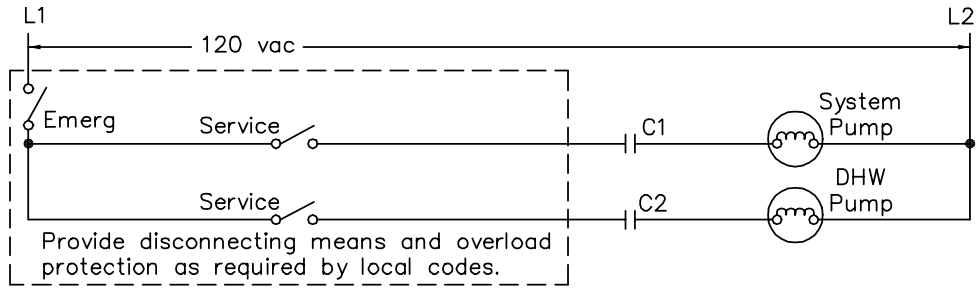 L1
L2
120 vac
Emerg
Service
C1
System
Pump
Service
C2
DHW
Pump
Provide disconnecting means and overload
protection as required by local codes.